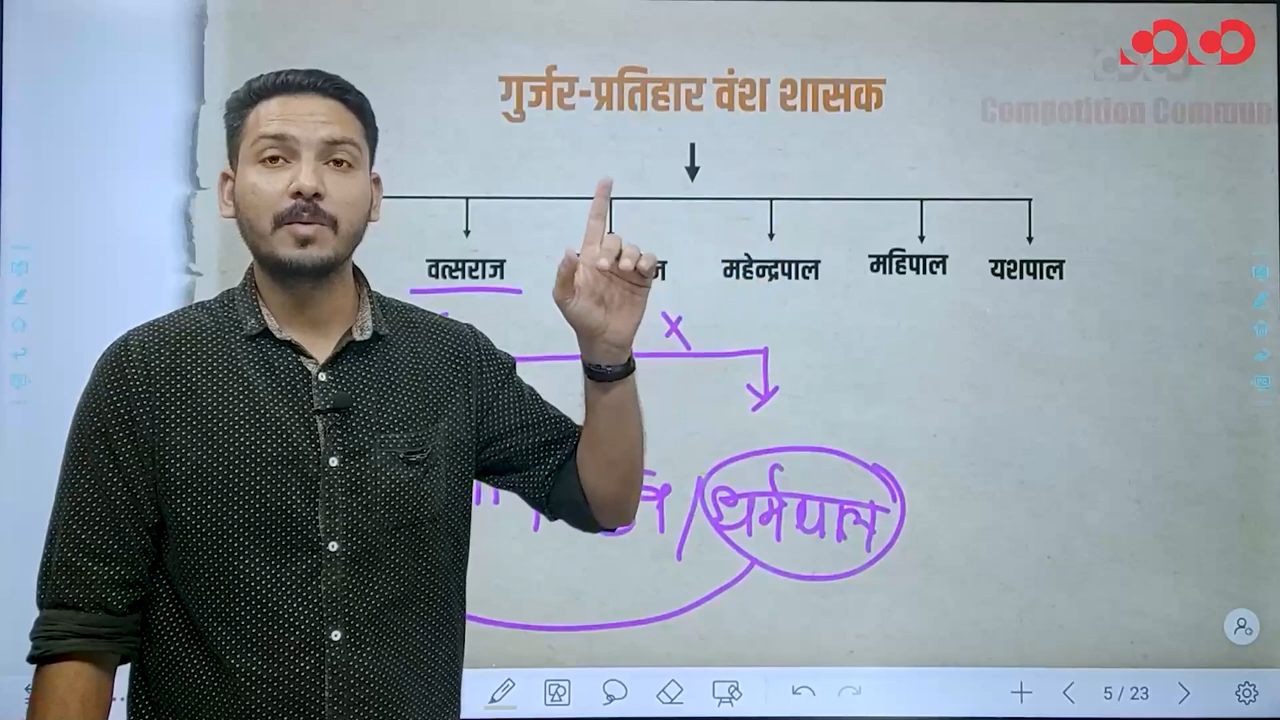 Competition Commun
गुर्जर-प्रतिहार वंश शासक
वत्सराज महेन्द्रपाल महिपाल यशपाल
x
/ धर्मपाल
5 / 23